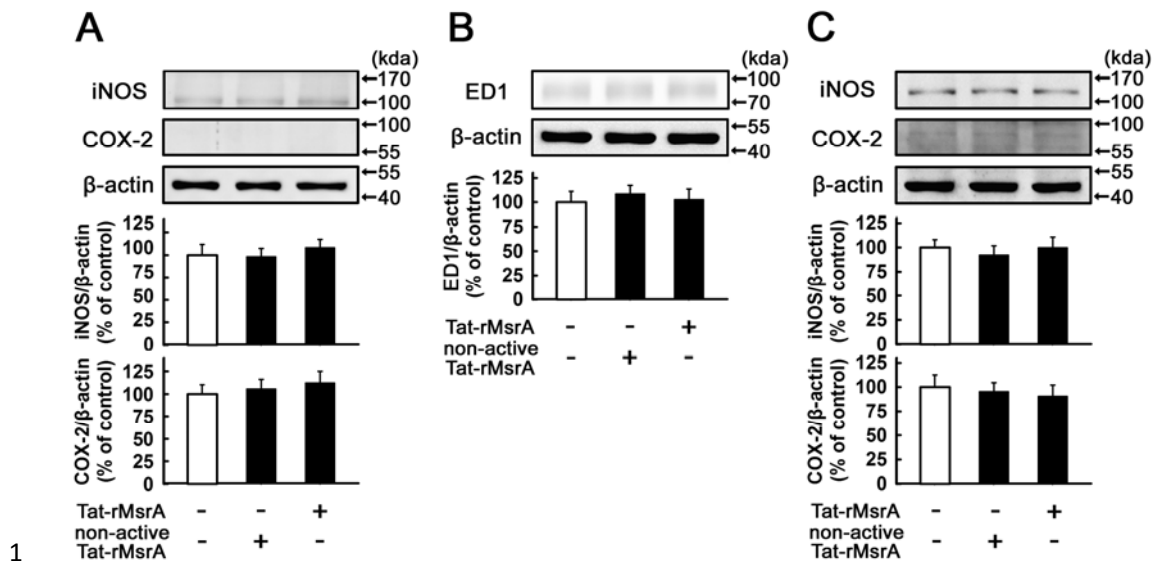 A
(kda)
iNOS
←170
←100
COX-2
←100
←55
β-actin
←55
←40
iNOS/β-actin
(% of control)
125
100
75
50
25
0
COX-2/β-actin
(% of control)
125
100
75
50
25
0
Tat-rMsrA - - +
non-active
Tat-rMsrA - + -
B
(kda)
ED1
←100
←70
β-actin
←55
←40
ED1/β-actin
(% of control)
125
100
75
50
25
0
Tat-rMsrA - - +
non-active
Tat-rMsrA - + -
C
(kda)
iNOS
←170
←100
COX-2
←100
←55
β-actin
←55
←40
iNOS/β-actin
(% of control)
125
100
75
50
25
0
COX-2/β-actin
(% of control)
125
100
75
50
25
0
Tat-rMsrA - - +
non-active
Tat-rMsrA - + -
1